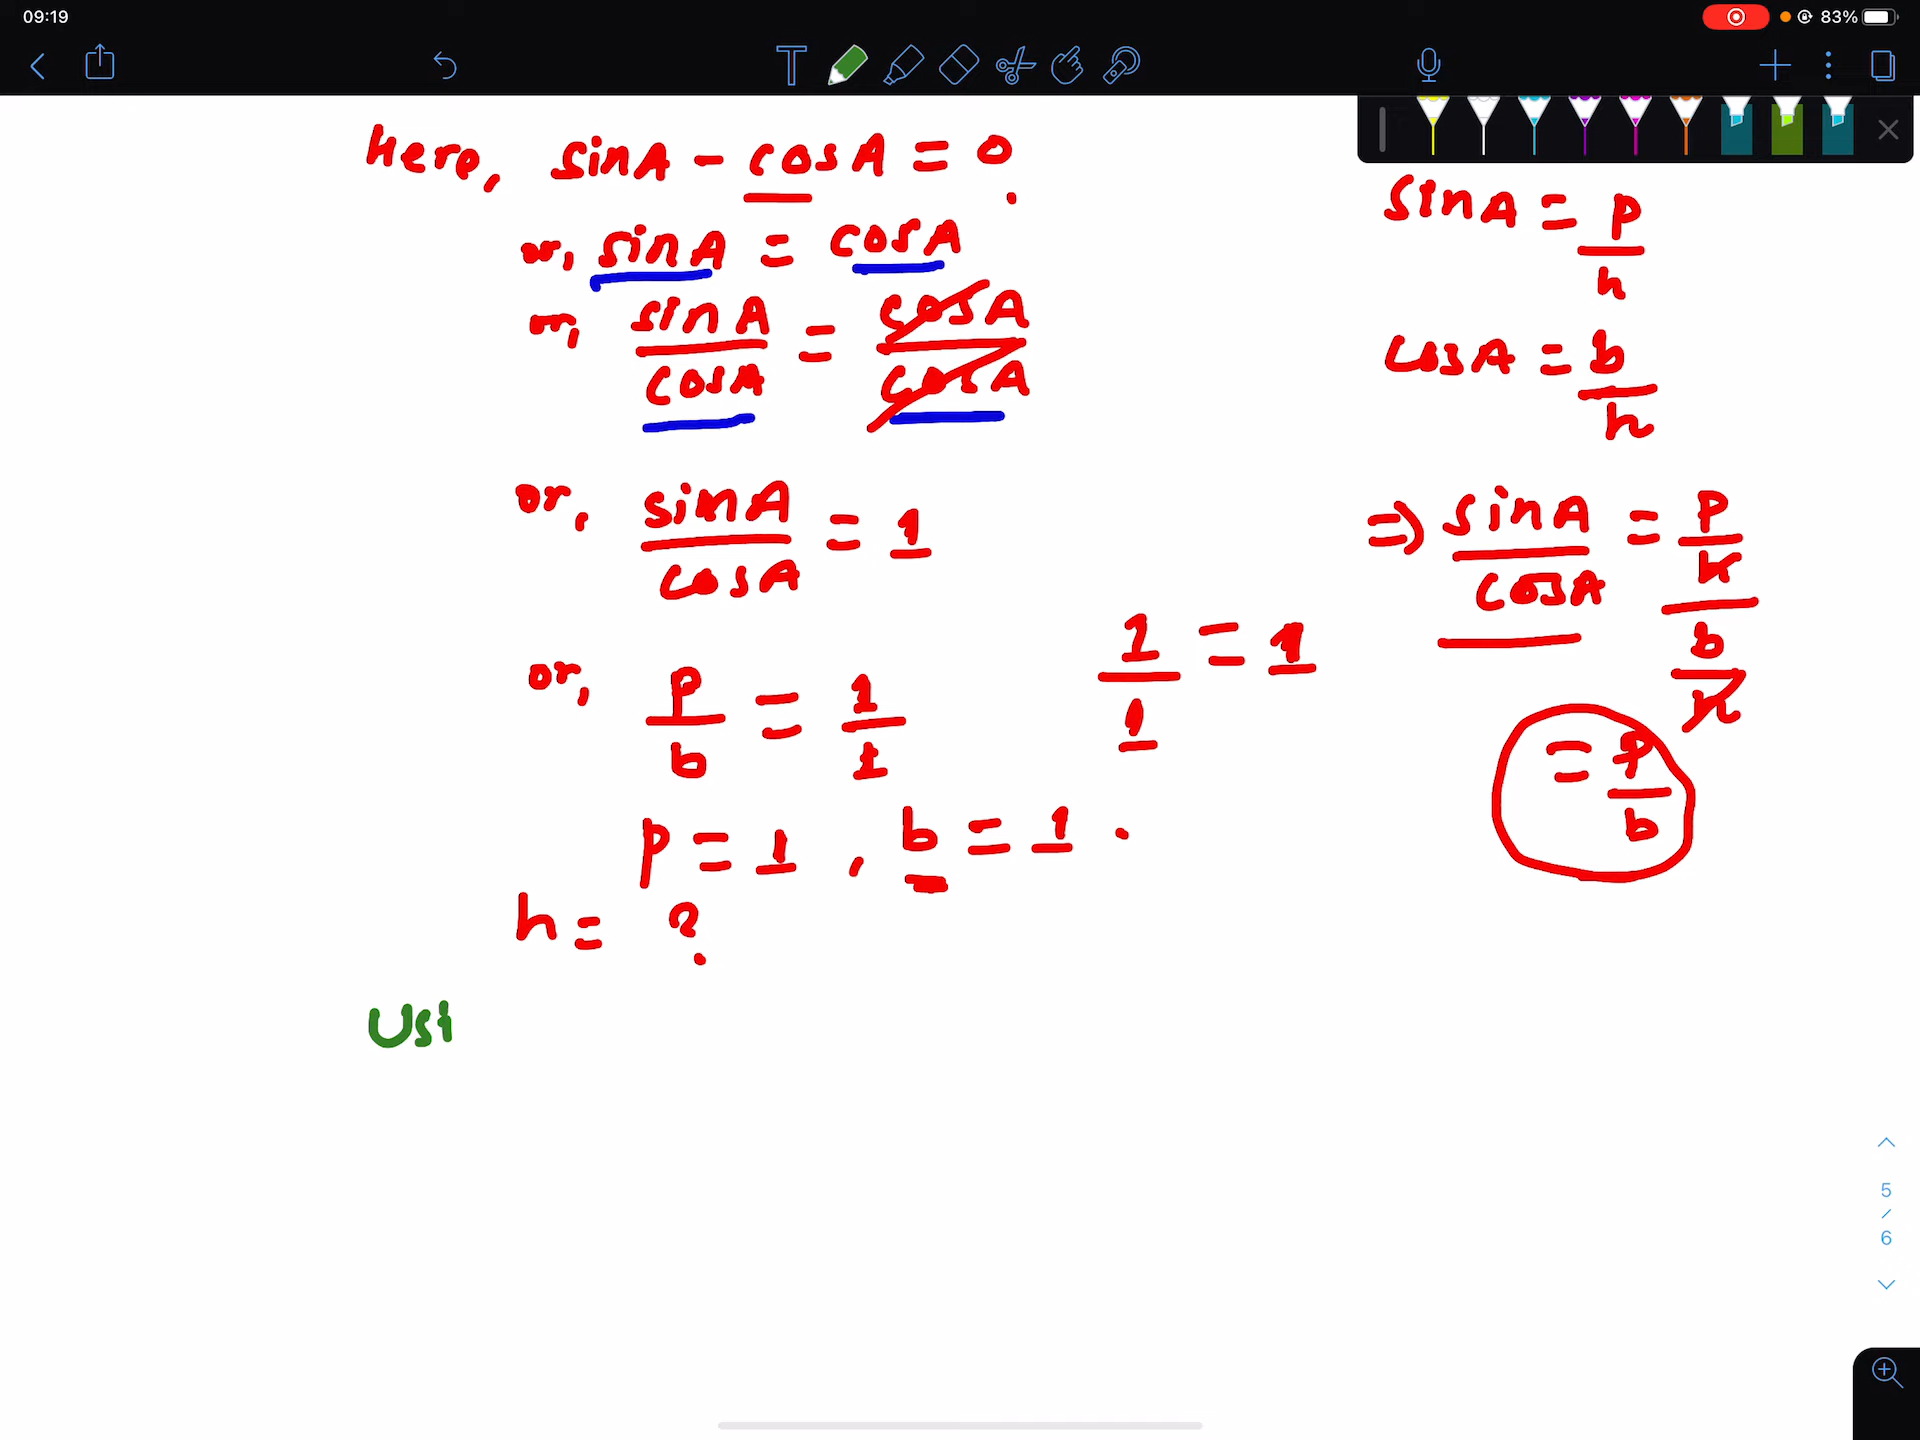 09:19
83%
Here, sinA - cosA = 0.
or, sinA = cosA
or, sinA/cosA = cosA/cosA
or, sinA/cosA = 1
or, p/b = 1/1
1/1 = 1
p = 1, b = 1.
h = ?
Usi
sinA = p/h
cosA = b/h
⇒ sinA/cosA = p/h/b/h
= p/b
5
/
6